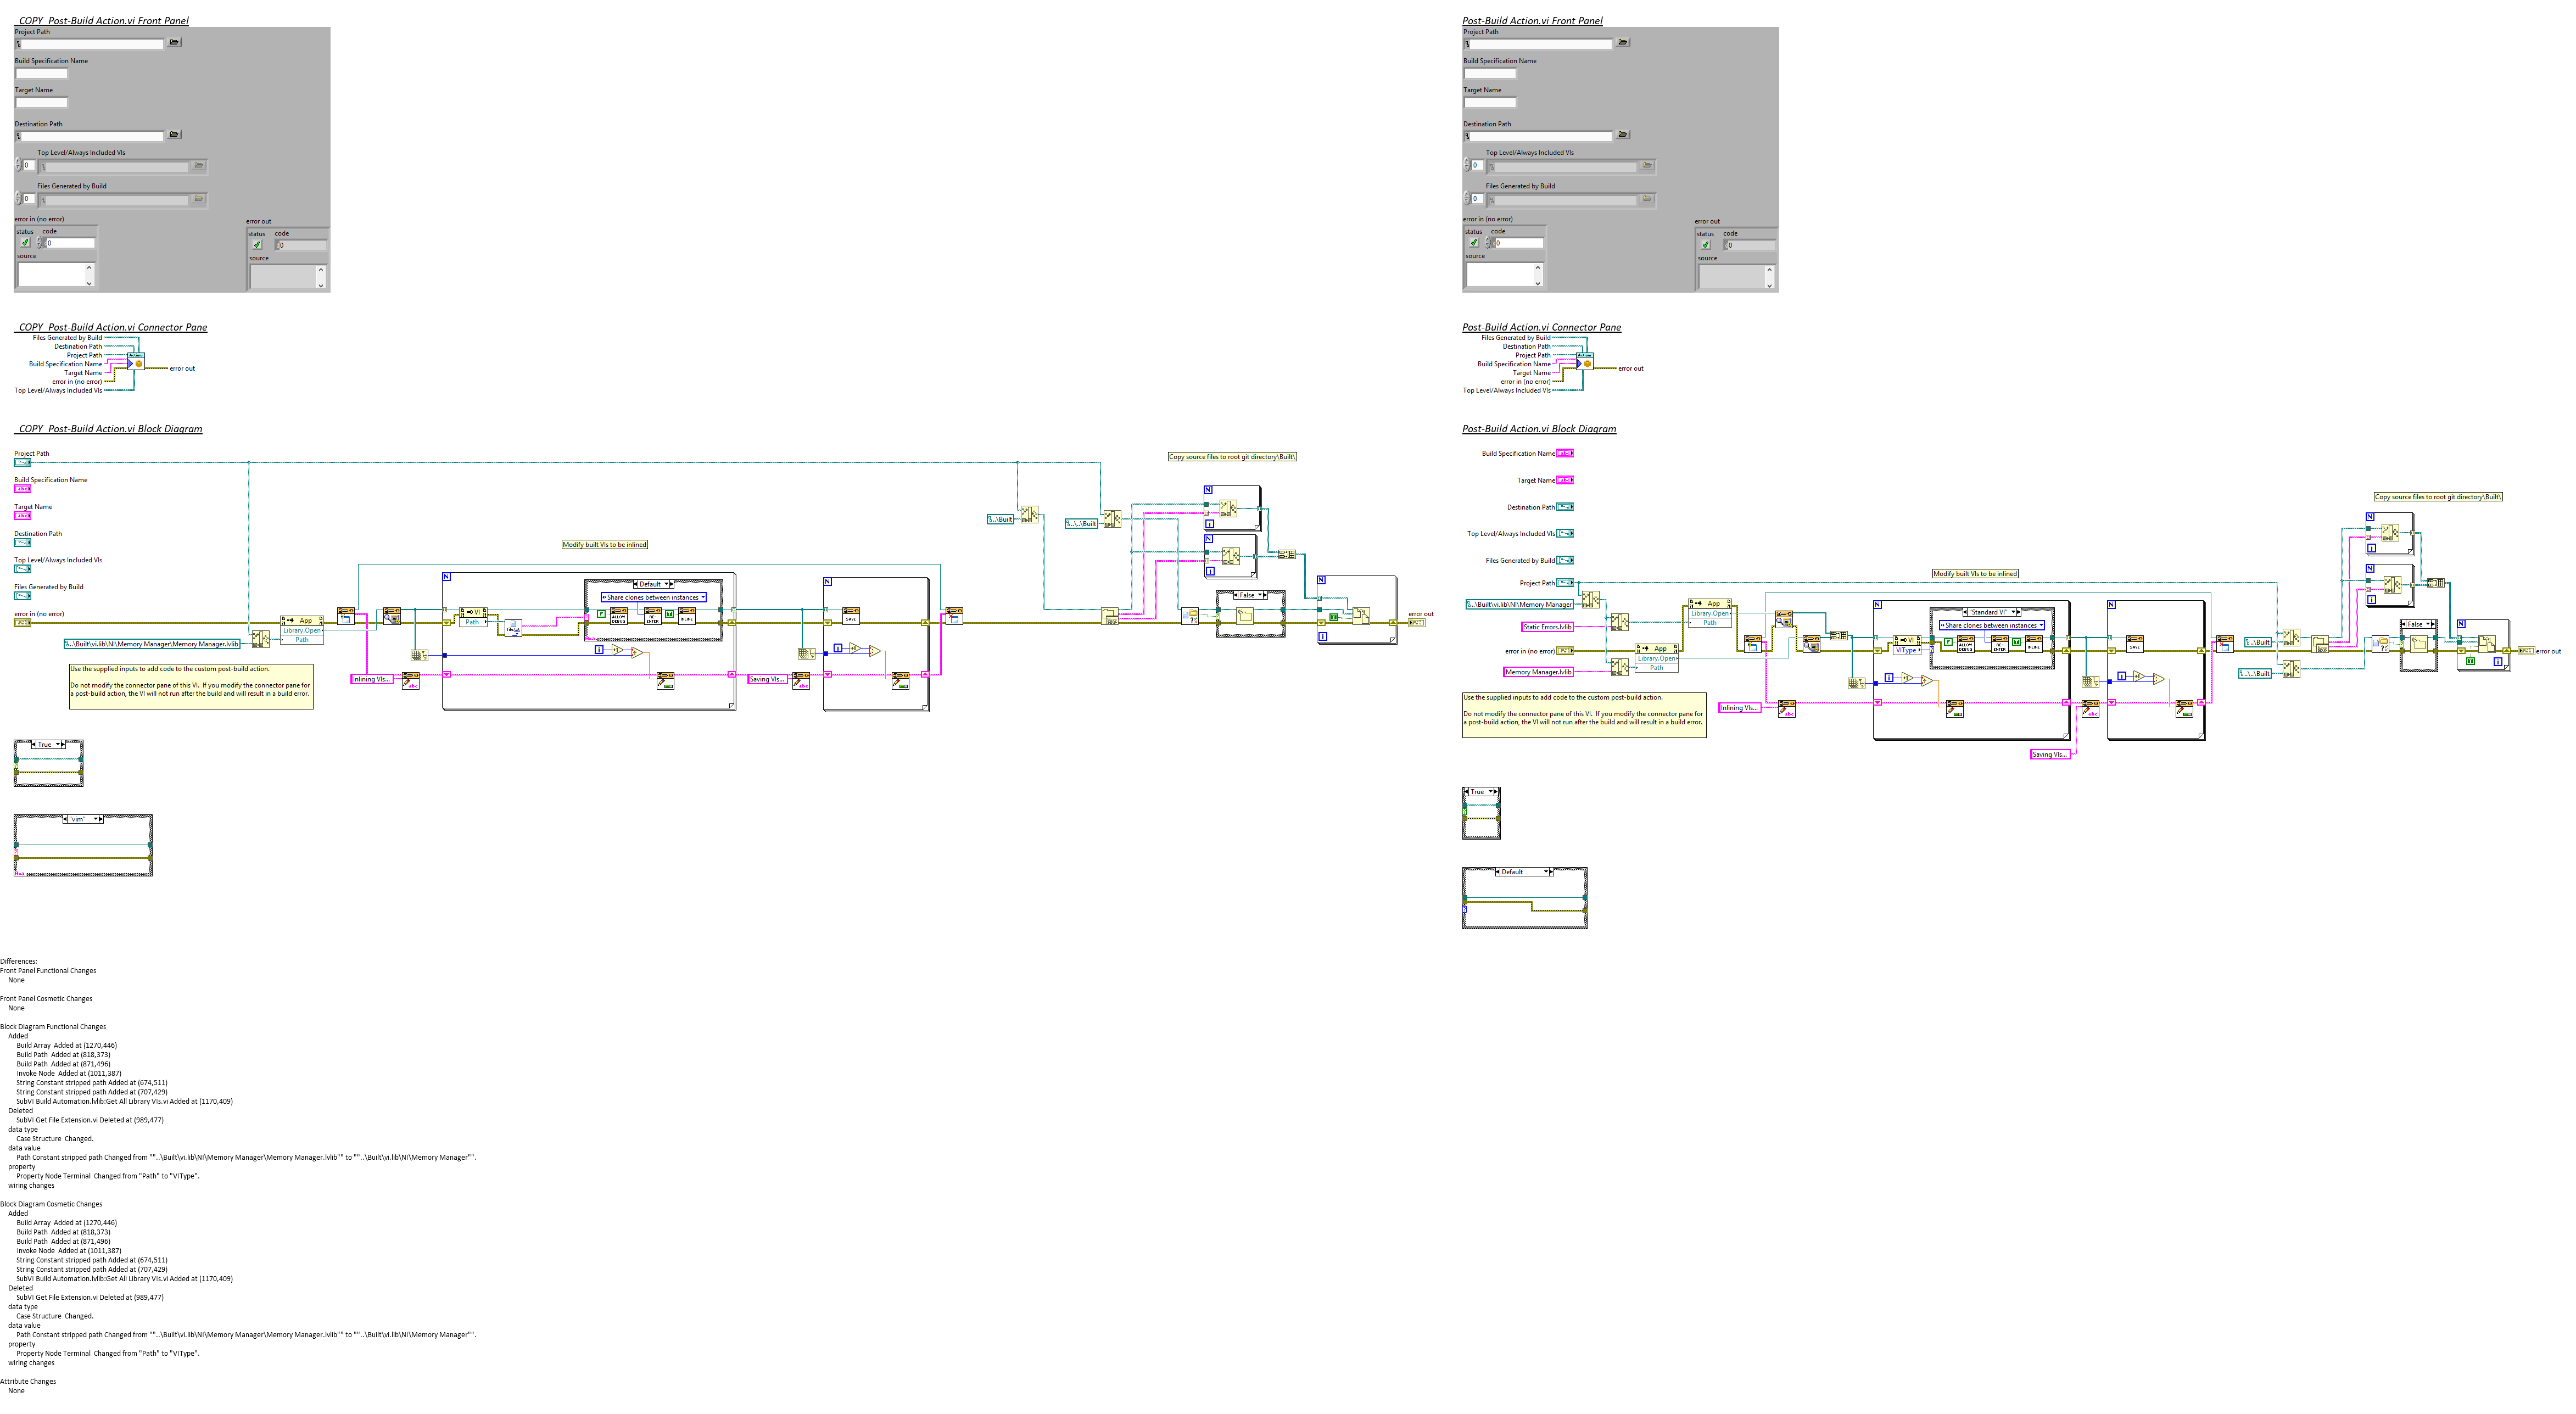 _COPY_Post-Build Action.vi Front Panel
Project Path
Build Specification Name
Target Name
Destination Path
Top Level/Always Included VIs
0
Files Generated by Build
0
error in (no error)
status code
0
source
error out
status code
0
source
_COPY_Post-Build Action.vi Connector Pane
Files Generated by Build
Destination Path
Project Path
Build Specification Name
Target Name
error in (no error)
Top Level/Always Included VIs
error out
_COPY_Post-Build Action.vi Block Diagram
Project Path
Build Specification Name
Target Name
Destination Path
Top Level/Always Included VIs
Files Generated by Build
error in (no error)
..\Built\vi.lib\NI\Memory Manager\Memory Manager.lvlib
App
Library.Open
Path
Use the supplied inputs to add code to the custom post-build action.
Do not modify the connector pane of this VI. If you modify the connector pane for
a post-build action, the VI will not run after the build and will result in a build error.
Inlining VIs...
Modify built VIs to be inlined
N
VI
Path
Default
Share clones between instances
ALLOW DEBUG
RE-ENTER
INLINE
i
Saving VIs...
N
SAVE
i
..\Built
..\..\Built
Copy source files to root git directory\Built\
N
i
N
i
False
N
i
error out
True
"vim"
Post-Build Action.vi Front Panel
Project Path
Build Specification Name
Target Name
Destination Path
Top Level/Always Included VIs
0
Files Generated by Build
0
error in (no error)
status code
0
source
error out
status code
0
source
Post-Build Action.vi Connector Pane
Files Generated by Build
Destination Path
Project Path
Build Specification Name
Target Name
error in (no error)
Top Level/Always Included VIs
error out
Post-Build Action.vi Block Diagram
Build Specification Name
Target Name
Destination Path
Top Level/Always Included VIs
Files Generated by Build
Project Path
..\Built\vi.lib\NI\Memory Manager
Static Errors.lvlib
error in (no error)
Memory Manager.lvlib
App
Library.Open
Path
App
Library.Open
Path
Use the supplied inputs to add code to the custom post-build action.
Do not modify the connector pane of this VI. If you modify the connector pane for
a post-build action, the VI will not run after the build and will result in a build error.
Inlining VIs...
Modify built VIs to be inlined
N
VI
VIType
"Standard VI"
Share clones between instances
ALLOW DEBUG
RE-ENTER
INLINE
i
Saving VIs...
N
SAVE
i
..\Built
..\..\Built
Copy source files to root git directory\Built\
N
i
N
i
False
N
i
error out
True
Default
Differences:
Front Panel Functional Changes
None
Front Panel Cosmetic Changes
None
Block Diagram Functional Changes
Added
Build Array Added at (1270,446)
Build Path Added at (818,373)
Build Path Added at (871,496)
Invoke Node Added at (1011,387)
String Constant stripped path Added at (674,511)
String Constant stripped path Added at (707,429)
SubVI Build Automation.lvlib:Get All Library VIs.vi Added at (1170,409)
Deleted
SubVI Get File Extension.vi Deleted at (989,477)
data type
Case Structure Changed.
data value
Path Constant stripped path Changed from ""..\Built\vi.lib\NI\Memory Manager\Memory Manager.lvlib"" to ""..\Built\vi.lib\NI\Memory Manager"".
property
Property Node Terminal Changed from "Path" to "VIType".
wiring changes
Block Diagram Cosmetic Changes
Added
Build Array Added at (1270,446)
Build Path Added at (818,373)
Build Path Added at (871,496)
Invoke Node Added at (1011,387)
String Constant stripped path Added at (674,511)
String Constant stripped path Added at (707,429)
SubVI Build Automation.lvlib:Get All Library VIs.vi Added at (1170,409)
Deleted
SubVI Get File Extension.vi Deleted at (989,477)
data type
Case Structure Changed.
data value
Path Constant stripped path Changed from ""..\Built\vi.lib\NI\Memory Manager\Memory Manager.lvlib"" to ""..\Built\vi.lib\NI\Memory Manager"".
property
Property Node Terminal Changed from "Path" to "VIType".
wiring changes
Attribute Changes
None